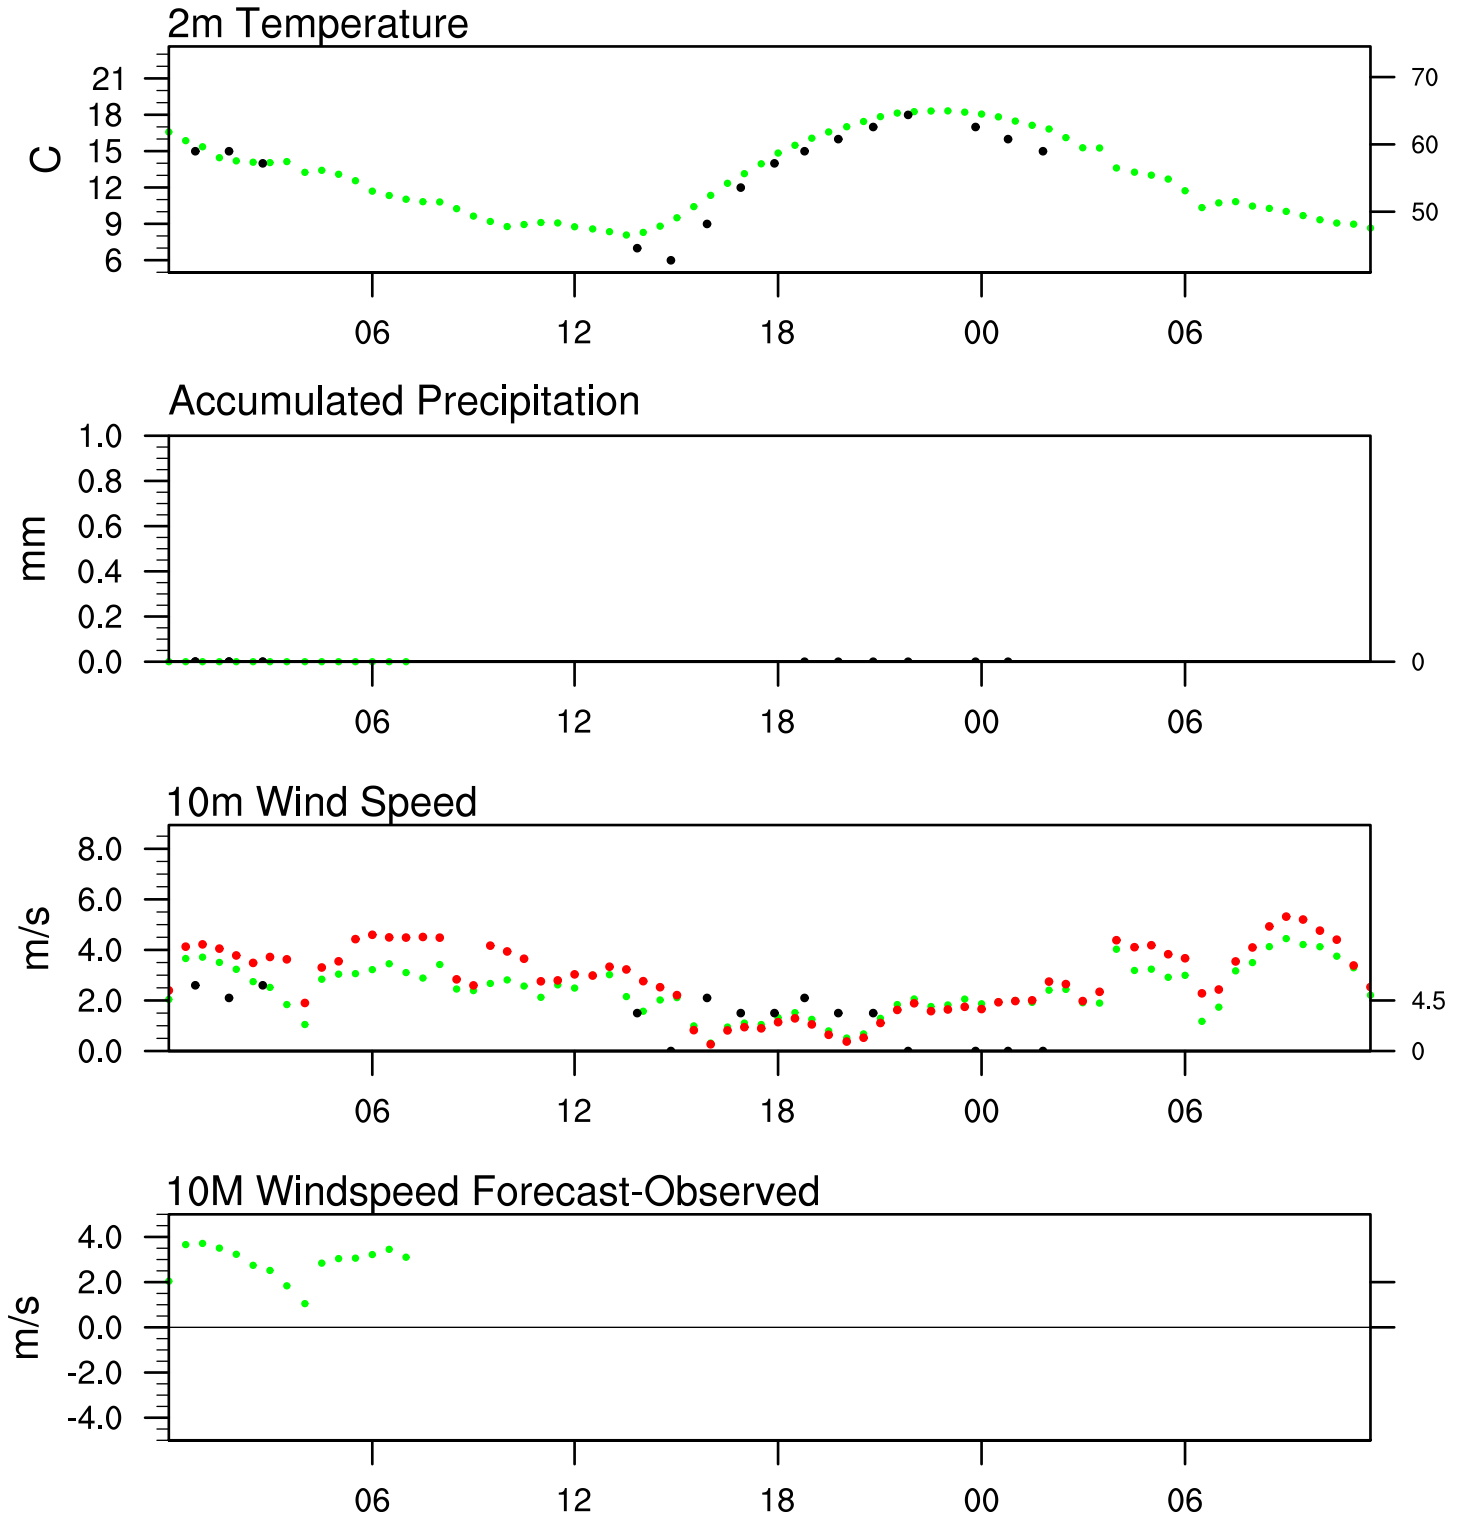 2m Temperature
21
18
15
12
9
6
C
70
60
50
06 12 18 00 06
Accumulated Precipitation
1.0
0.8
0.6
0.4
0.2
0.0
mm
0
06 12 18 00 06
10m Wind Speed
8.0
6.0
4.0
2.0
0.0
m/s
4.5
0
06 12 18 00 06
10M Windspeed Forecast-Observed
4.0
2.0
0.0
-2.0
-4.0
m/s
06 12 18 00 06